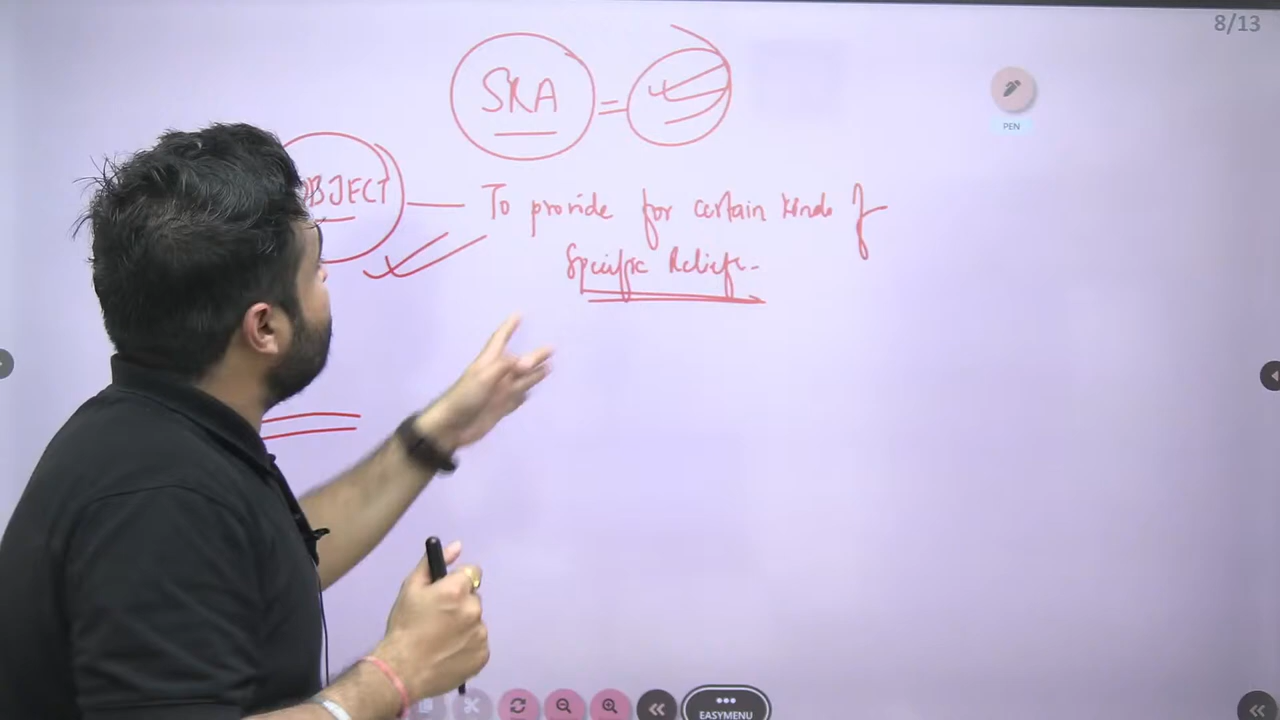 8/13
SRA =
PEN
OBJECT — To provide for certain kinds of
Specific Reliefs.
EASYMENU